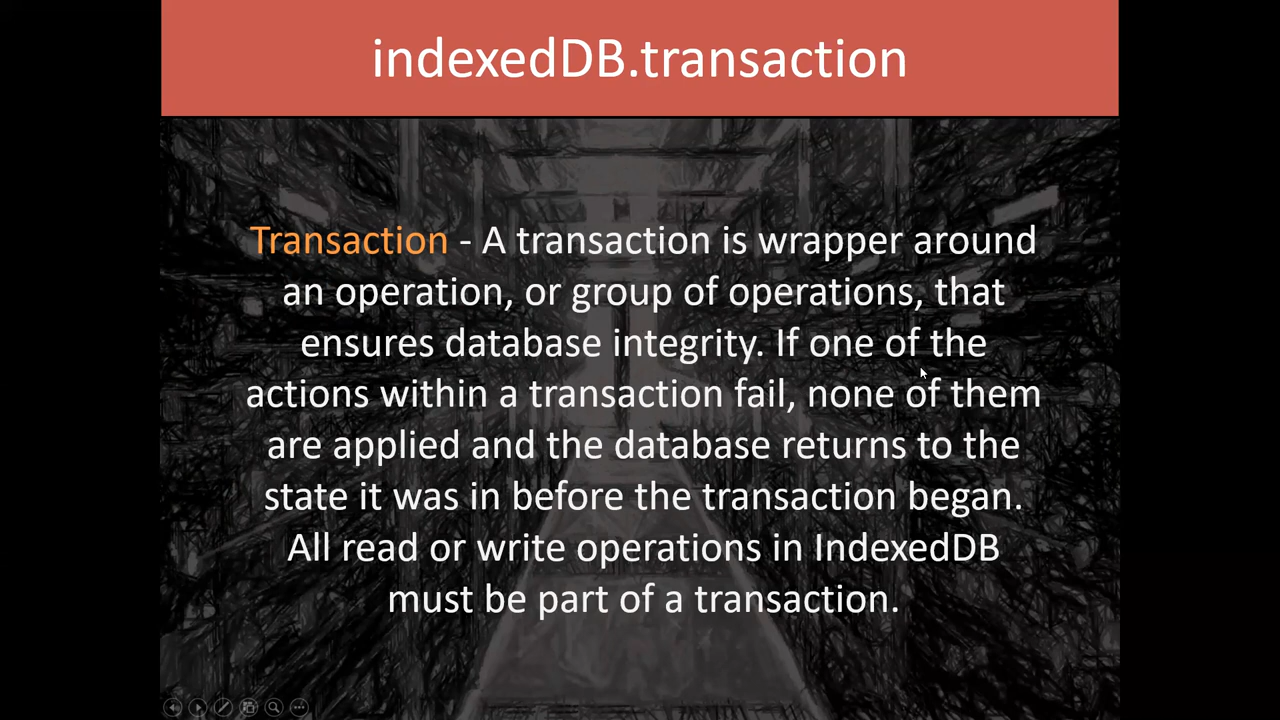 indexedDB.transaction
Transaction - A transaction is wrapper around
an operation, or group of operations, that
ensures database integrity. If one of the
actions within a transaction fail, none of them
are applied and the database returns to the
state it was in before the transaction began.
All read or write operations in IndexedDB
must be part of a transaction.